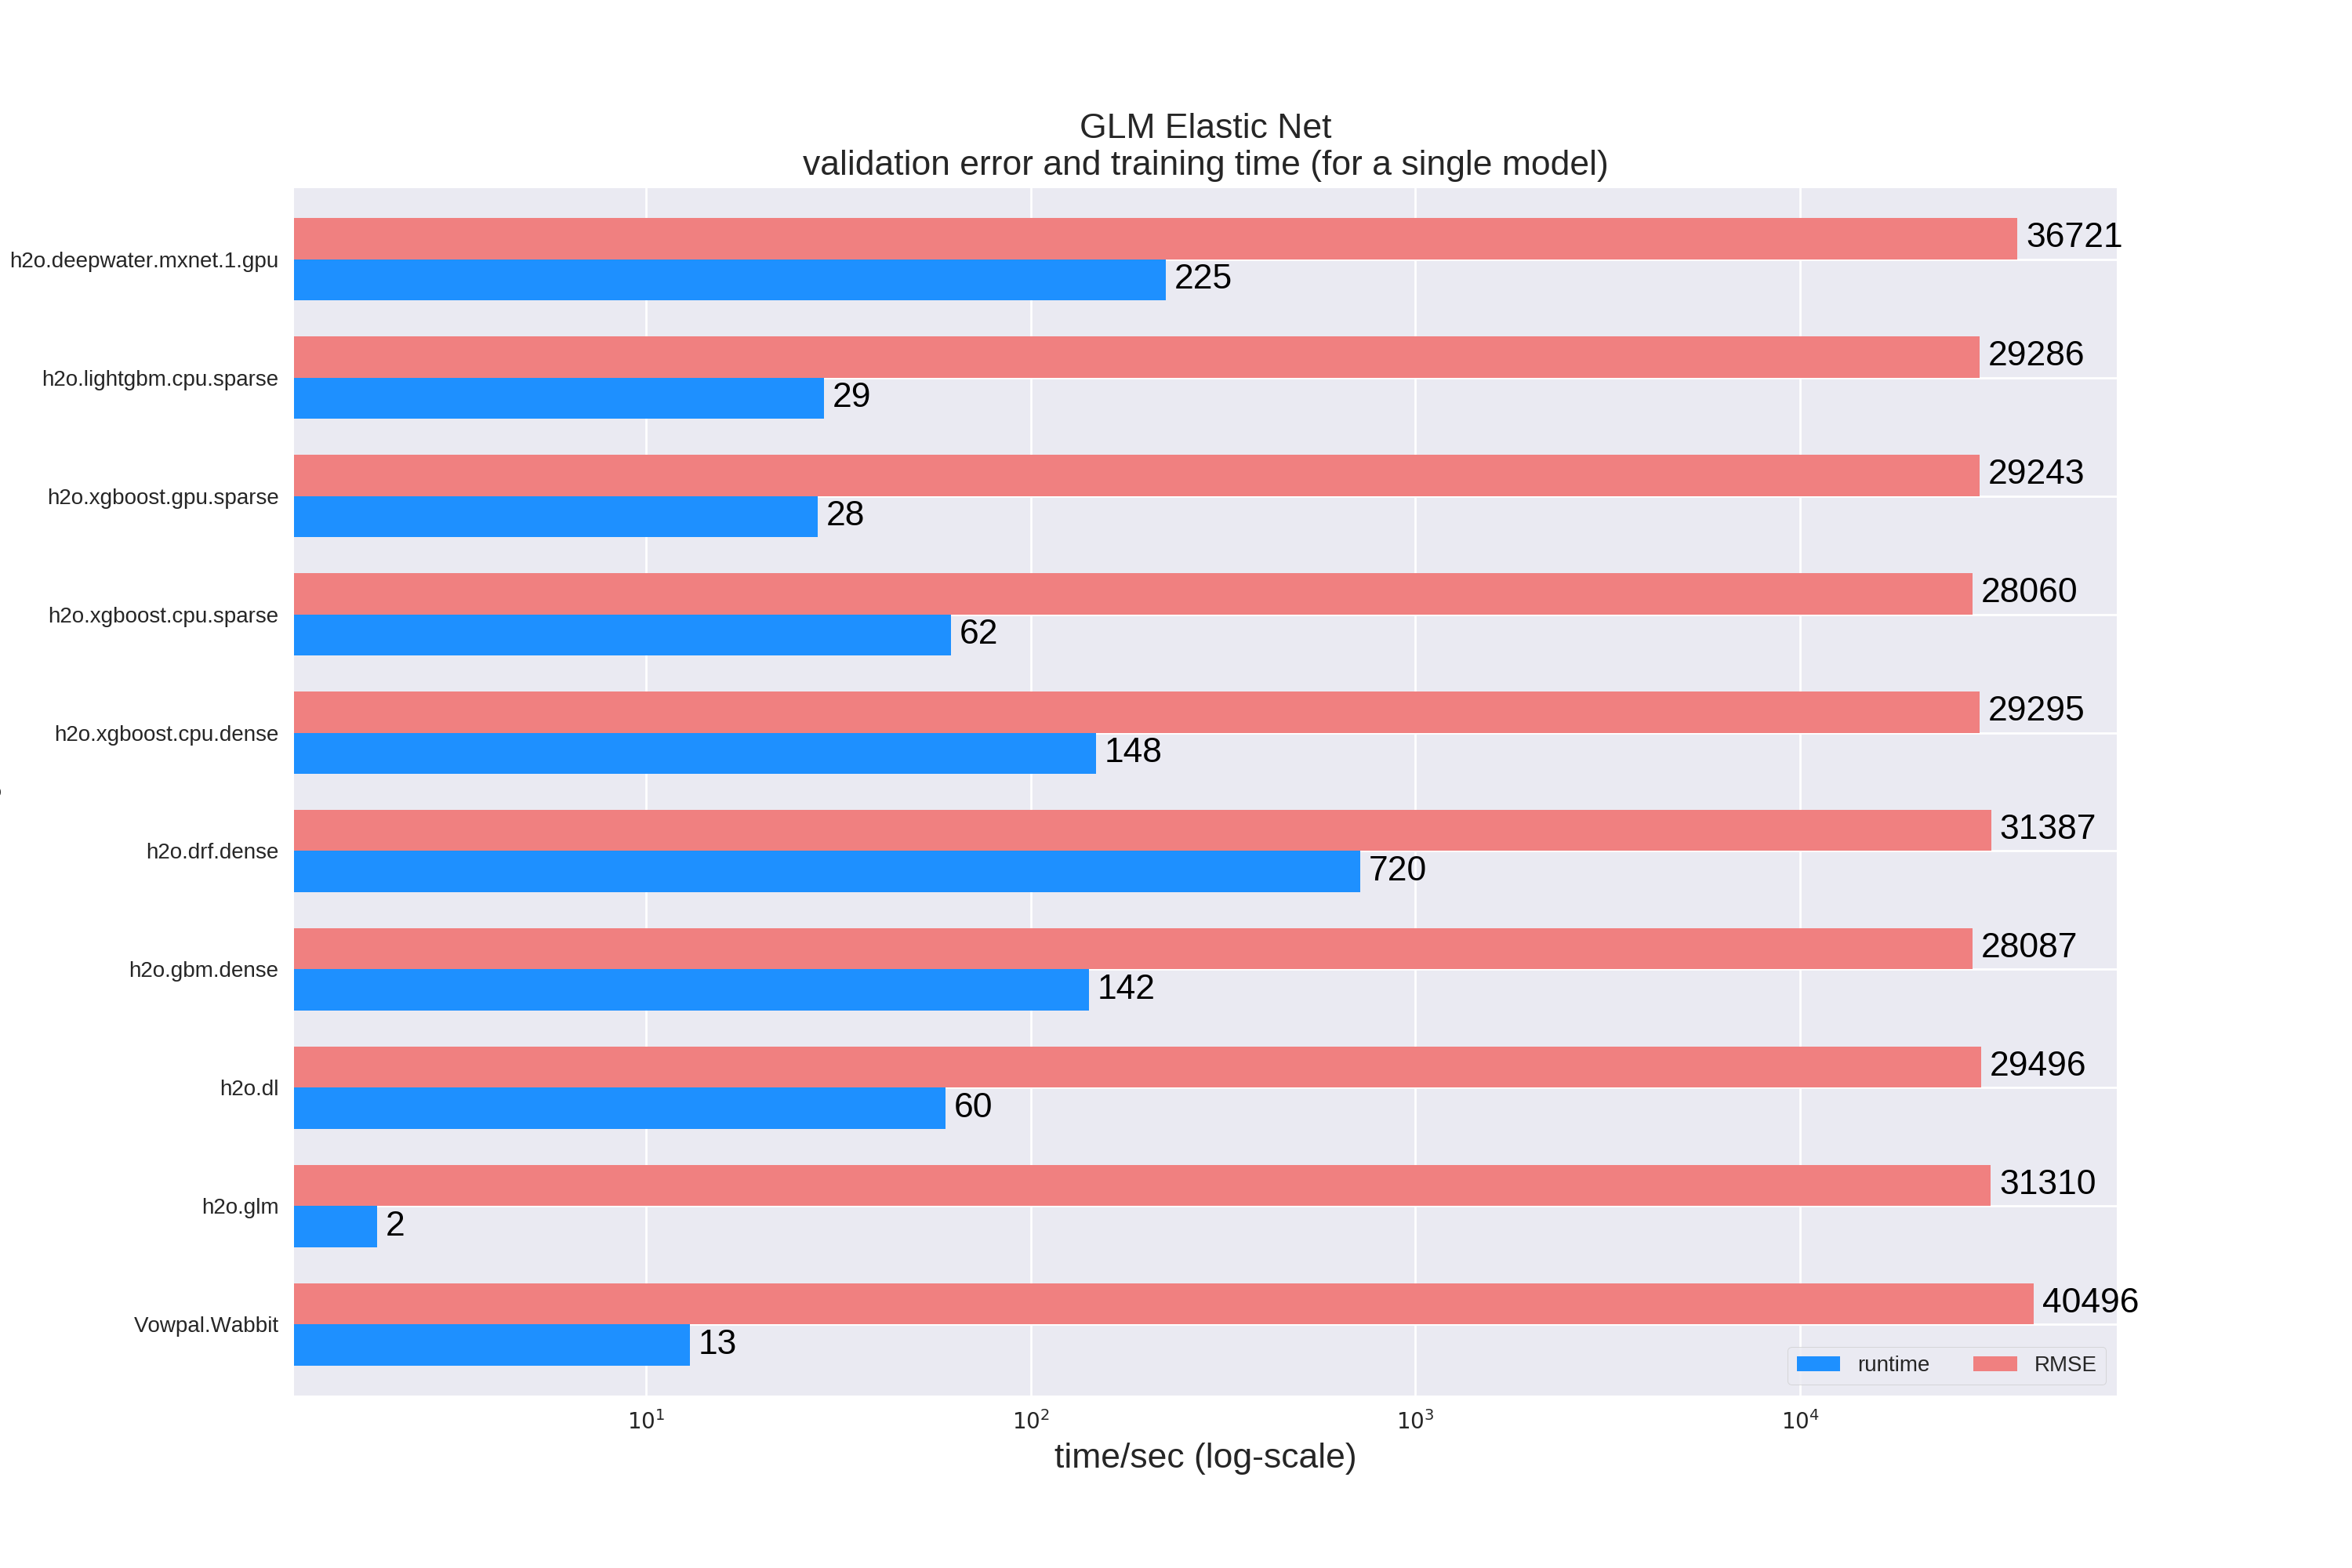 GLM Elastic Net
validation error and training time (for a single model)
h2o.deepwater.mxnet.1.gpu
36721
225
h2o.lightgbm.cpu.sparse
29286
29
h2o.xgboost.gpu.sparse
29243
28
h2o.xgboost.cpu.sparse
28060
62
h2o.xgboost.cpu.dense
29295
148
h2o.drf.dense
31387
720
h2o.gbm.dense
28087
142
h2o.dl
29496
60
h2o.glm
31310
2
Vowpal.Wabbit
40496
13
runtime RMSE
10¹ 10² 10³ 10⁴
time/sec (log-scale)